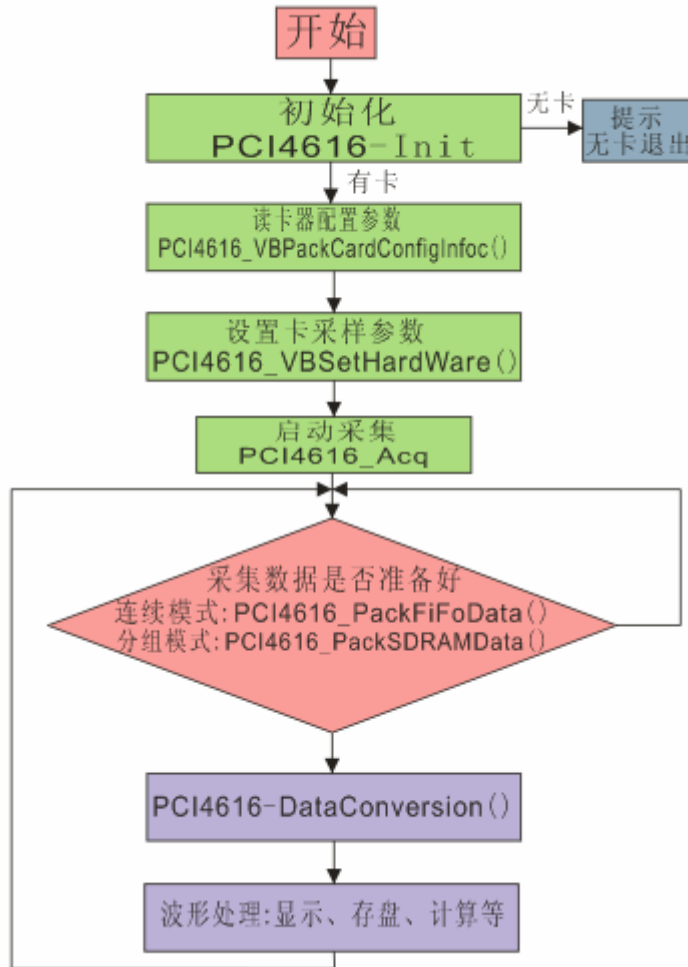 开始
初始化
PCI4616-Init
无卡
提示
无卡退出
有卡
读卡器配置参数
PCI4616_VBPackCardConfigInfoc()
设置卡采样参数
PCI4616_VBSetHardWare()
启动采集
PCI4616_Acq
采集数据是否准备好
连续模式:PCI4616_PackFiFoData()
分组模式:PCI4616_PackSDRAMData()
PCI4616-DataConversion()
波形处理:显示、存盘、计算等